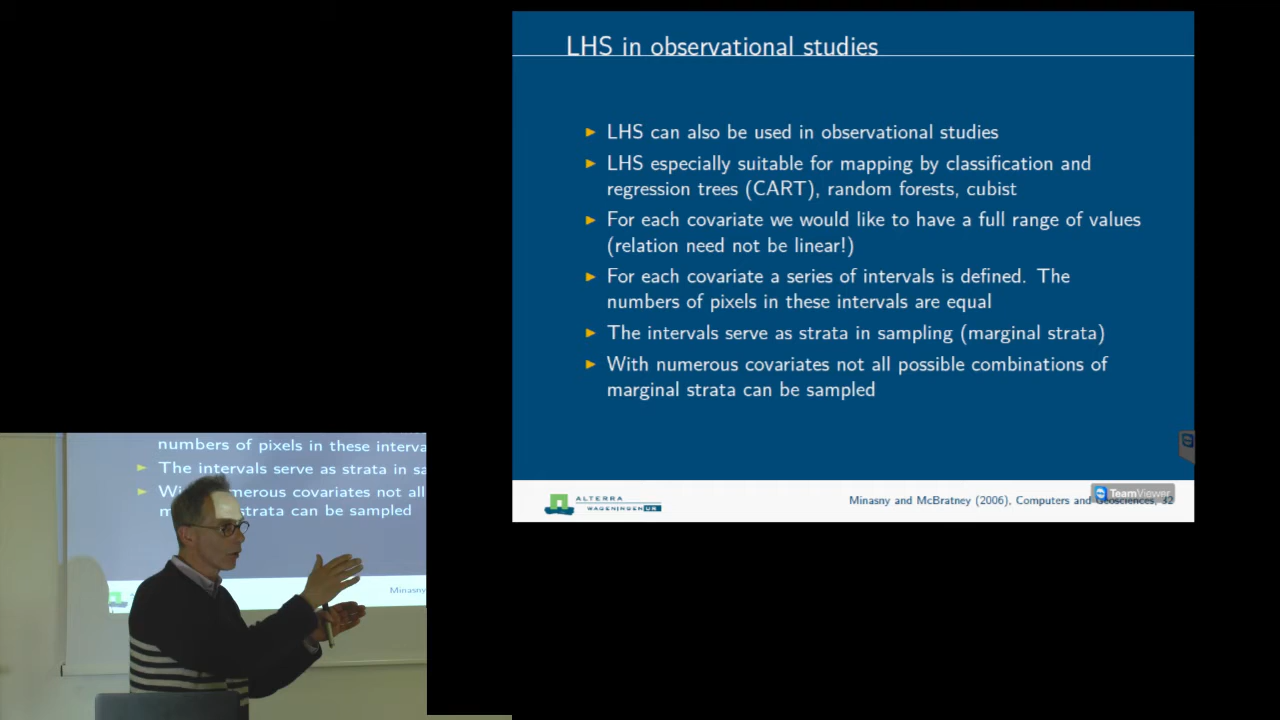 LHS in observational studies
► LHS can also be used in observational studies
► LHS especially suitable for mapping by classification and
regression trees (CART), random forests, cubist
► For each covariate we would like to have a full range of values
(relation need not be linear!)
► For each covariate a series of intervals is defined. The
numbers of pixels in these intervals are equal
► The intervals serve as strata in sampling (marginal strata)
► With numerous covariates not all possible combinations of
marginal strata can be sampled
ALTERRA
WAGENINGEN UR
Minasny and McBratney (2006), Computers and Geosciences, 32
TeamViewer
numbers of pixels in these interva
► The intervals serve as strata in sa
► Wi merous covariates not all
m strata can be sampled
Minasny